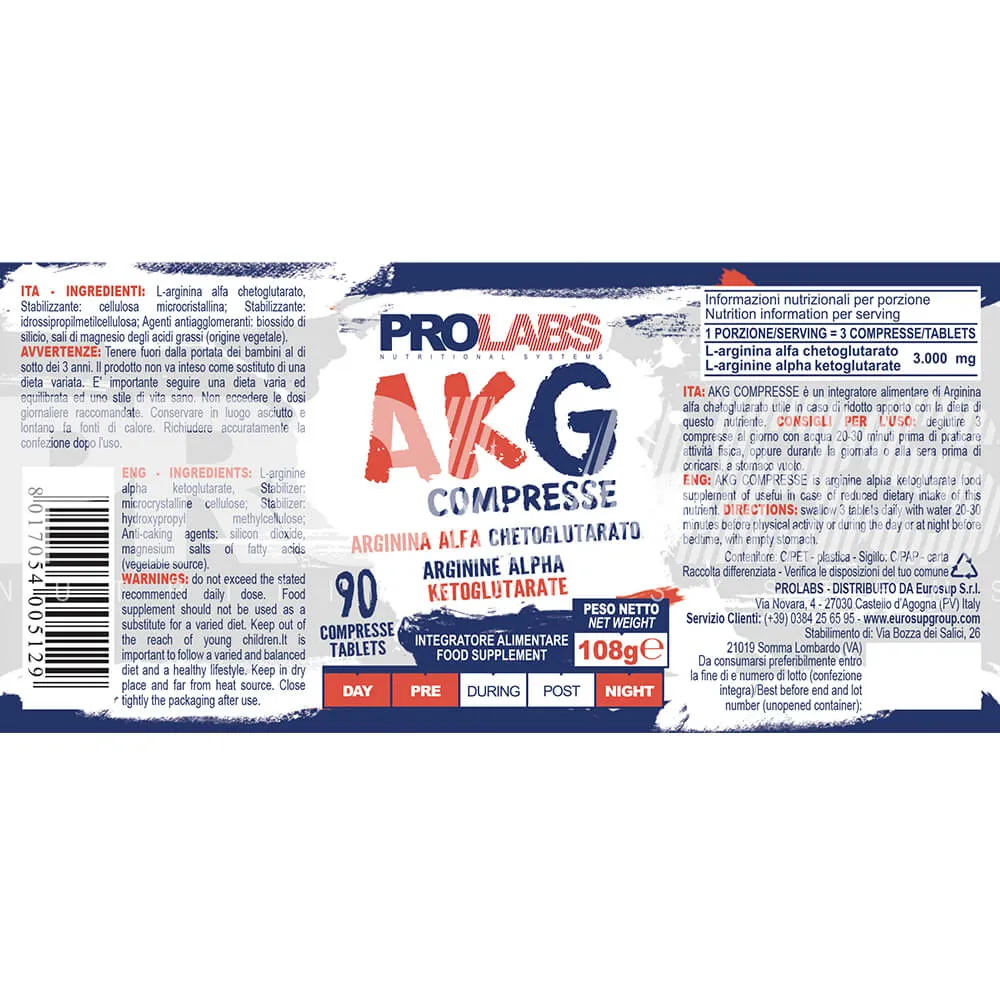 ITA - INGREDIENTI: L-arginina alfa chetoglutarato,
Stabilizzante: cellulosa microcristallina; Stabilizzante:
idrossipropilmetilcellulosa; Agenti antiagglomeranti: biossido di
silicio, sali di magnesio degli acidi grassi (origine vegetale).
AVVERTENZE: Tenere fuori dalla portata dei bambini al di
sotto dei 3 anni. Il prodotto non va inteso come sostituto di una
dieta variata. E' importante seguire una dieta varia ed
equilibrata ed uno stile di vita sano. Non eccedere le dosi
giornaliere raccomandate. Conservare in luogo asciutto e
lontano da fonti di calore. Richiudere accuratamente la
confezione dopo l'uso.
8017054005129
ENG - INGREDIENTS: L-arginine
alpha ketoglutarate, Stabilizer:
microcrystalline cellulose; Stabilizer:
hydroxypropyl methylcellulose;
Anti-caking agents: silicon dioxide,
magnesium salts of fatty acids
(vegetable source).
WARNINGS: do not exceed the stated
recommended daily dose. Food
supplement should not be used as a
substitute for a varied diet. Keep out of
the reach of young children.It is
important to follow a varied and balanced
diet and a healthy lifestyle. Keep in dry
place and far from heat source. Close
tightly the packaging after use.
PROLABS
NUTRITIONAL SYSTEMS
AKG
COMPRESSE
ARGININA ALFA CHETOGLUTARATO
ARGININE ALPHA
KETOGLUTARATE
90
COMPRESSE
TABLETS
INTEGRATORE ALIMENTARE
FOOD SUPPLEMENT
PESO NETTO
NET WEIGHT
108g e
DAY PRE DURING POST NIGHT
Informazioni nutrizionali per porzione
Nutrition information per serving
1 PORZIONE/SERVING = 3 COMPRESSE/TABLETS
L-arginina alfa chetoglutarato
L-arginine alpha ketoglutarate 3.000 mg
ITA: AKG COMPRESSE è un integratore alimentare di Arginina
alfa chetoglutarato utile in caso di ridotto apporto con la dieta di
questo nutriente. CONSIGLI PER L'USO: deglutire 3
compresse al giorno con acqua 20-30 minuti prima di praticare
attività fisica, oppure durante la giornata o alla sera prima di
coricarsi, a stomaco vuoto.
ENG: AKG COMPRESSE is arginine alpha ketoglutarate food
supplement of useful in case of reduced dietary intake of this
nutrient. DIRECTIONS: swallow 3 tablets daily with water 20-30
minutes before physical activity or during the day or at night before
bedtime, with empty stomach.
Contenitore: C/PET - plastica - Sigillo: C/PAP - carta
Raccolta differenziata - Verifica le disposizioni del tuo comune
PROLABS - DISTRIBUITO DA Eurosup S.r.l.
Via Novara, 4 - 27030 Castello d'Agogna (PV) Italy
Servizio Clienti: (+39) 0384 25 65 95 - www.eurosupgroup.com
Stabilimento di: Via Bozza dei Salici, 26
21019 Somma Lombardo (VA)
Da consumarsi preferibilmente entro
la fine di e numero di lotto (confezione
integra)/Best before end and lot
number (unopened container):